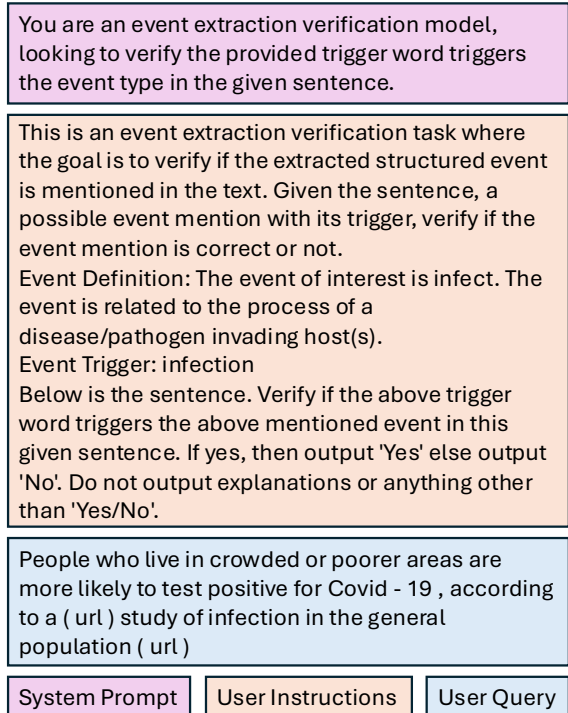 You are an event extraction verification model,
looking to verify the provided trigger word triggers
the event type in the given sentence.
This is an event extraction verification task where
the goal is to verify if the extracted structured event
is mentioned in the text. Given the sentence, a
possible event mention with its trigger, verify if the
event mention is correct or not.
Event Definition: The event of interest is infect. The
event is related to the process of a
disease/pathogen invading host(s).
Event Trigger: infection
Below is the sentence. Verify if the above trigger
word triggers the above mentioned event in this
given sentence. If yes, then output 'Yes' else output
'No'. Do not output explanations or anything other
than 'Yes/No'.
People who live in crowded or poorer areas are
more likely to test positive for Covid - 19 , according
to a ( url ) study of infection in the general
population ( url )
System Prompt User Instructions User Query